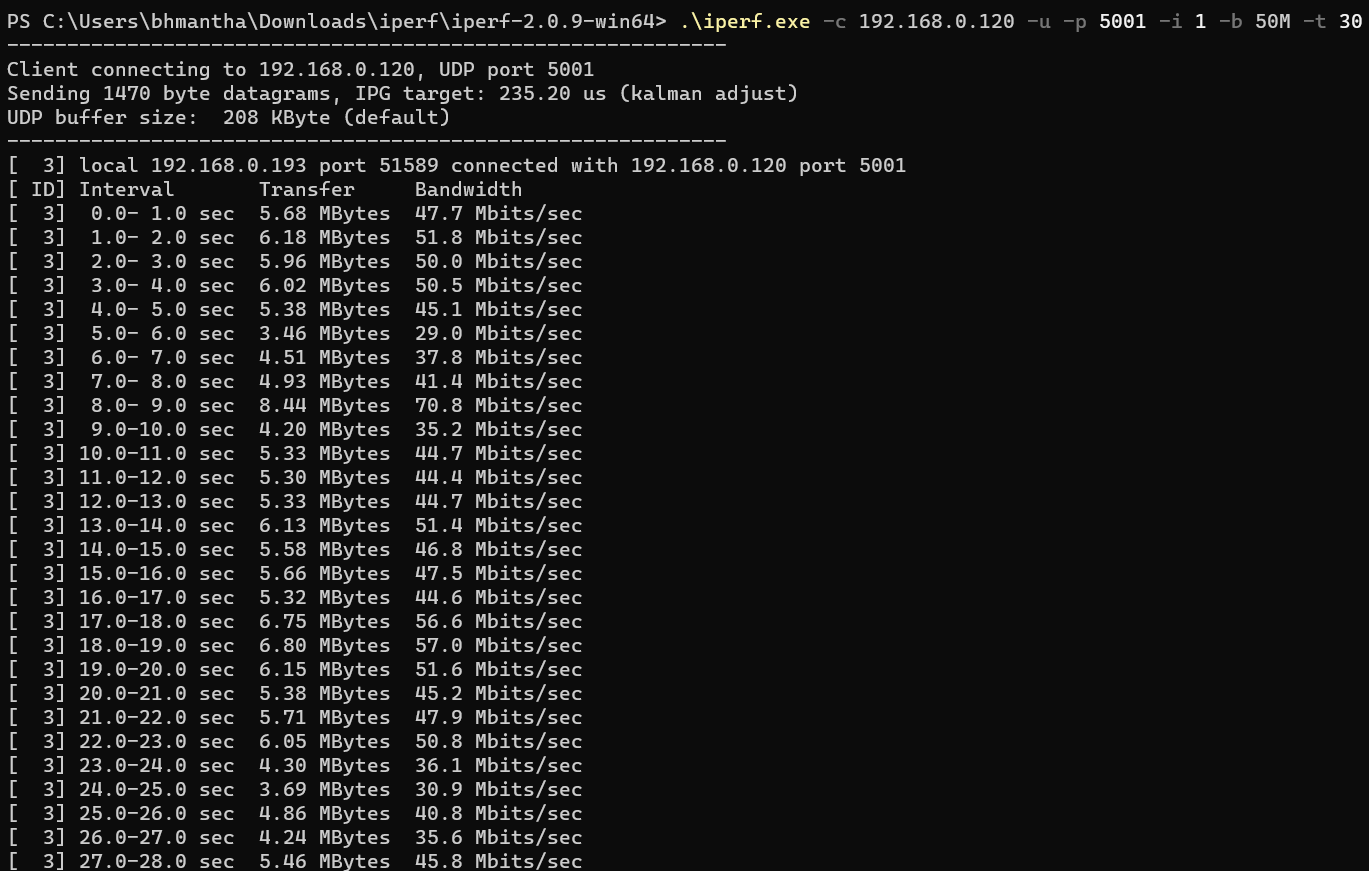 PS C:\Users\bhmantha\Downloads\iperf\iperf-2.0.9-win64> .\iperf.exe -c 192.168.0.120 -u -p 5001 -i 1 -b 50M -t 30
------------------------------------------------------------
Client connecting to 192.168.0.120, UDP port 5001
Sending 1470 byte datagrams, IPG target: 235.20 us (kalman adjust)
UDP buffer size:  208 KByte (default)
------------------------------------------------------------
[  3] local 192.168.0.193 port 51589 connected with 192.168.0.120 port 5001
[ ID] Interval       Transfer     Bandwidth
[  3]  0.0- 1.0 sec  5.68 MBytes  47.7 Mbits/sec
[  3]  1.0- 2.0 sec  6.18 MBytes  51.8 Mbits/sec
[  3]  2.0- 3.0 sec  5.96 MBytes  50.0 Mbits/sec
[  3]  3.0- 4.0 sec  6.02 MBytes  50.5 Mbits/sec
[  3]  4.0- 5.0 sec  5.38 MBytes  45.1 Mbits/sec
[  3]  5.0- 6.0 sec  3.46 MBytes  29.0 Mbits/sec
[  3]  6.0- 7.0 sec  4.51 MBytes  37.8 Mbits/sec
[  3]  7.0- 8.0 sec  4.93 MBytes  41.4 Mbits/sec
[  3]  8.0- 9.0 sec  8.44 MBytes  70.8 Mbits/sec
[  3]  9.0-10.0 sec  4.20 MBytes  35.2 Mbits/sec
[  3] 10.0-11.0 sec  5.33 MBytes  44.7 Mbits/sec
[  3] 11.0-12.0 sec  5.30 MBytes  44.4 Mbits/sec
[  3] 12.0-13.0 sec  5.33 MBytes  44.7 Mbits/sec
[  3] 13.0-14.0 sec  6.13 MBytes  51.4 Mbits/sec
[  3] 14.0-15.0 sec  5.58 MBytes  46.8 Mbits/sec
[  3] 15.0-16.0 sec  5.66 MBytes  47.5 Mbits/sec
[  3] 16.0-17.0 sec  5.32 MBytes  44.6 Mbits/sec
[  3] 17.0-18.0 sec  6.75 MBytes  56.6 Mbits/sec
[  3] 18.0-19.0 sec  6.80 MBytes  57.0 Mbits/sec
[  3] 19.0-20.0 sec  6.15 MBytes  51.6 Mbits/sec
[  3] 20.0-21.0 sec  5.38 MBytes  45.2 Mbits/sec
[  3] 21.0-22.0 sec  5.71 MBytes  47.9 Mbits/sec
[  3] 22.0-23.0 sec  6.05 MBytes  50.8 Mbits/sec
[  3] 23.0-24.0 sec  4.30 MBytes  36.1 Mbits/sec
[  3] 24.0-25.0 sec  3.69 MBytes  30.9 Mbits/sec
[  3] 25.0-26.0 sec  4.86 MBytes  40.8 Mbits/sec
[  3] 26.0-27.0 sec  4.24 MBytes  35.6 Mbits/sec
[  3] 27.0-28.0 sec  5.46 MBytes  45.8 Mbits/sec